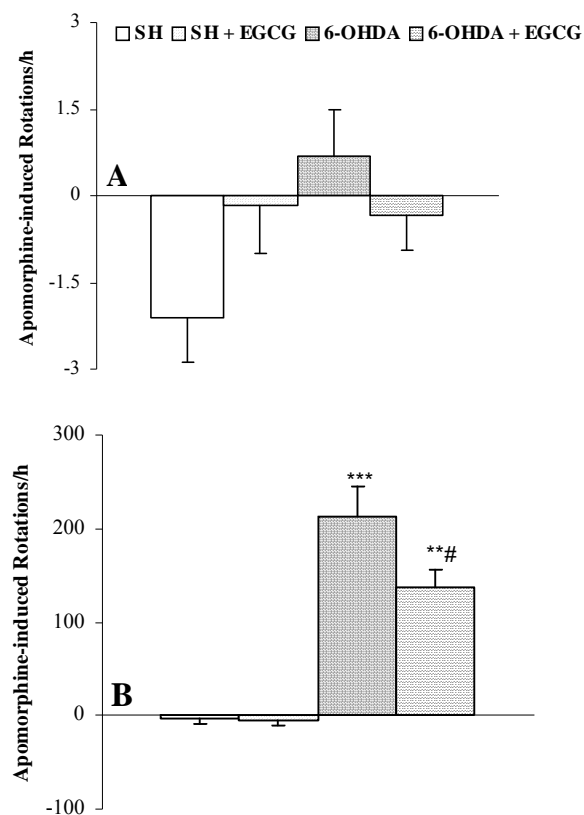 3
SH SH + EGCG 6-OHDA 6-OHDA + EGCG
1.5
A
0
-1.5
-3
Apomorphine-induced Rotations/h
300
***
200
**#
100
B
0
-100
Apomorphine-induced Rotations/h